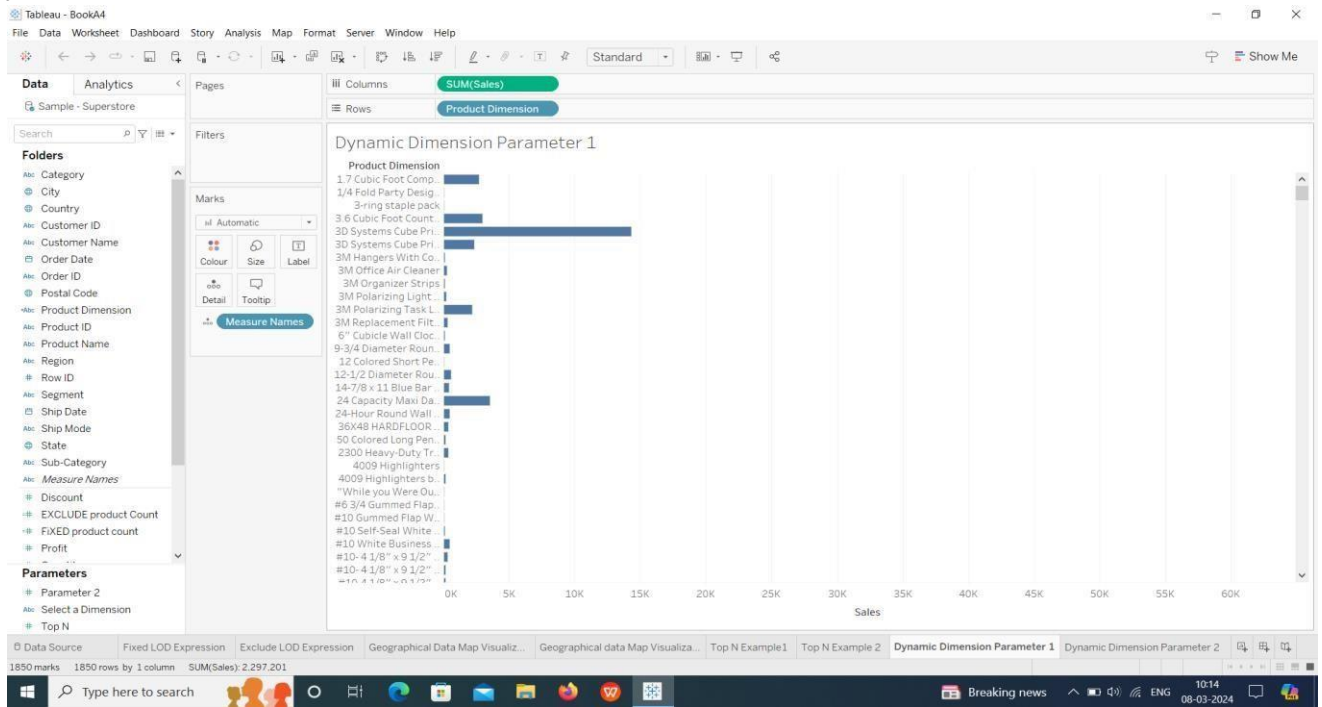 Tableau - BookA4
File Data Worksheet Dashboard Story Analysis Map Format Server Window Help
Standard
Show Me
Data Analytics
Sample - Superstore
Search
Folders
Abc Category
City
Country
Abc Customer ID
Abc Customer Name
Order Date
Abc Order ID
Postal Code
Abc Product Dimension
Abc Product ID
Abc Product Name
Abc Region
# Row ID
Abc Segment
Ship Date
Abc Ship Mode
State
Abc Sub-Category
Abc Measure Names
# Discount
# EXCLUDE product Count
# FiXED product count
# Profit
Parameters
# Parameter 2
Abc Select a Dimension
# Top N
Pages
Filters
Marks
Automatic
Colour Size Label
Detail Tooltip
Measure Names
Columns SUM(Sales)
Rows Product Dimension
Dynamic Dimension Parameter 1
Product Dimension
1.7 Cubic Foot Comp..
1/4 Fold Party Desig..
3-ring staple pack
3.6 Cubic Foot Count..
3D Systems Cube Pri..
3D Systems Cube Pri..
3M Hangers With Co..
3M Office Air Cleaner
3M Organizer Strips
3M Polarizing Light ..
3M Polarizing Task L..
3M Replacement Filt..
6" Cubicle Wall Cloc..
9-3/4 Diameter Roun..
12 Colored Short Pe..
12-1/2 Diameter Rou..
14-7/8 x 11 Blue Bar ..
24 Capacity Maxi Da..
24-Hour Round Wall ..
36X48 HARDFLOOR ..
50 Colored Long Pen..
2300 Heavy-Duty Tr..
4009 Highlighters
4009 Highlighters b..
"While you Were Ou..
#6 3/4 Gummed Flap..
#10 Gummed Flap W..
#10 Self-Seal White ..
#10 White Business ..
#10- 4 1/8" x 9 1/2" ..
#10- 4 1/8" x 9 1/2" ..
0K 5K 10K 15K 20K 25K 30K 35K 40K 45K 50K 55K 60K
Sales
Data Source Fixed LOD Expression Exclude LOD Expression Geographical Data Map Visualiz... Geographical data Map Visualiza... Top N Example1 Top N Example 2 Dynamic Dimension Parameter 1 Dynamic Dimension Parameter 2
1850 marks 1850 rows by 1 column SUM(Sales): 2.297.201
Type here to search
Breaking news
ENG
10:14
08-03-2024